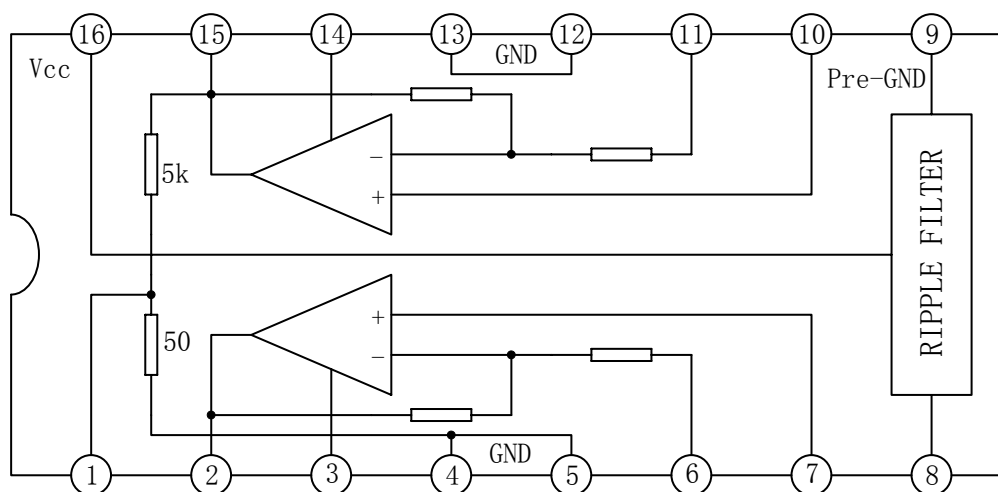 16 15 14 13 12 11 10 9
Vcc
GND
Pre-GND
5k
−
+
RIPPLE FILTER
50
+
−
GND
1 2 3 4 5 6 7 8